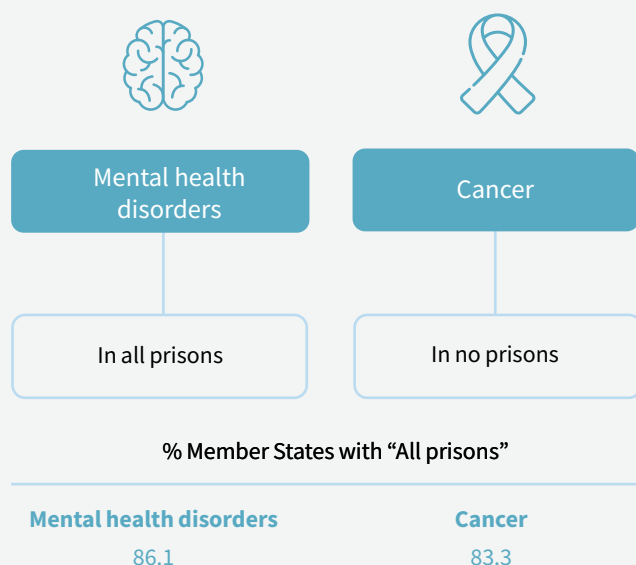 Mental health
disorders
Cancer
In all prisons
In no prisons
% Member States with “All prisons”
Mental health disorders
Cancer
86.1
83.3